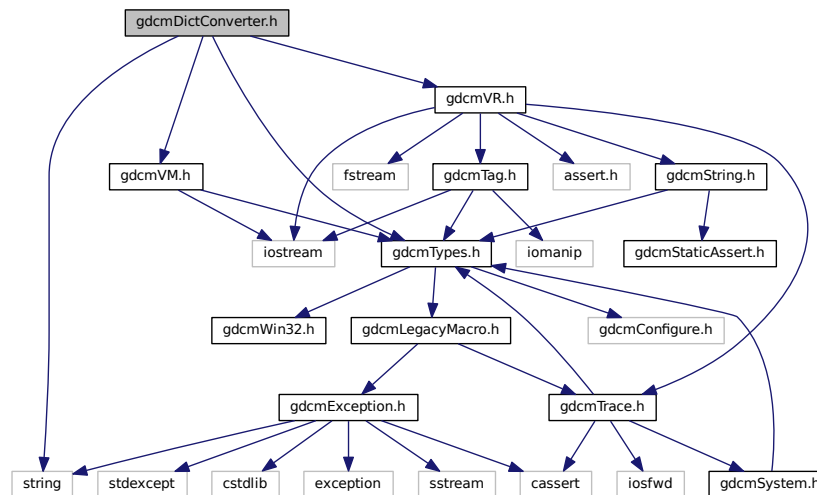 gdcmDictConverter.h
gdcmVR.h
gdcmVM.h
fstream
gdcmTag.h
assert.h
gdcmString.h
iostream
gdcmTypes.h
iomanip
gdcmStaticAssert.h
gdcmWin32.h
gdcmLegacyMacro.h
gdcmConfigure.h
gdcmException.h
gdcmTrace.h
string
stdexcept
cstdlib
exception
sstream
cassert
iosfwd
gdcmSystem.h